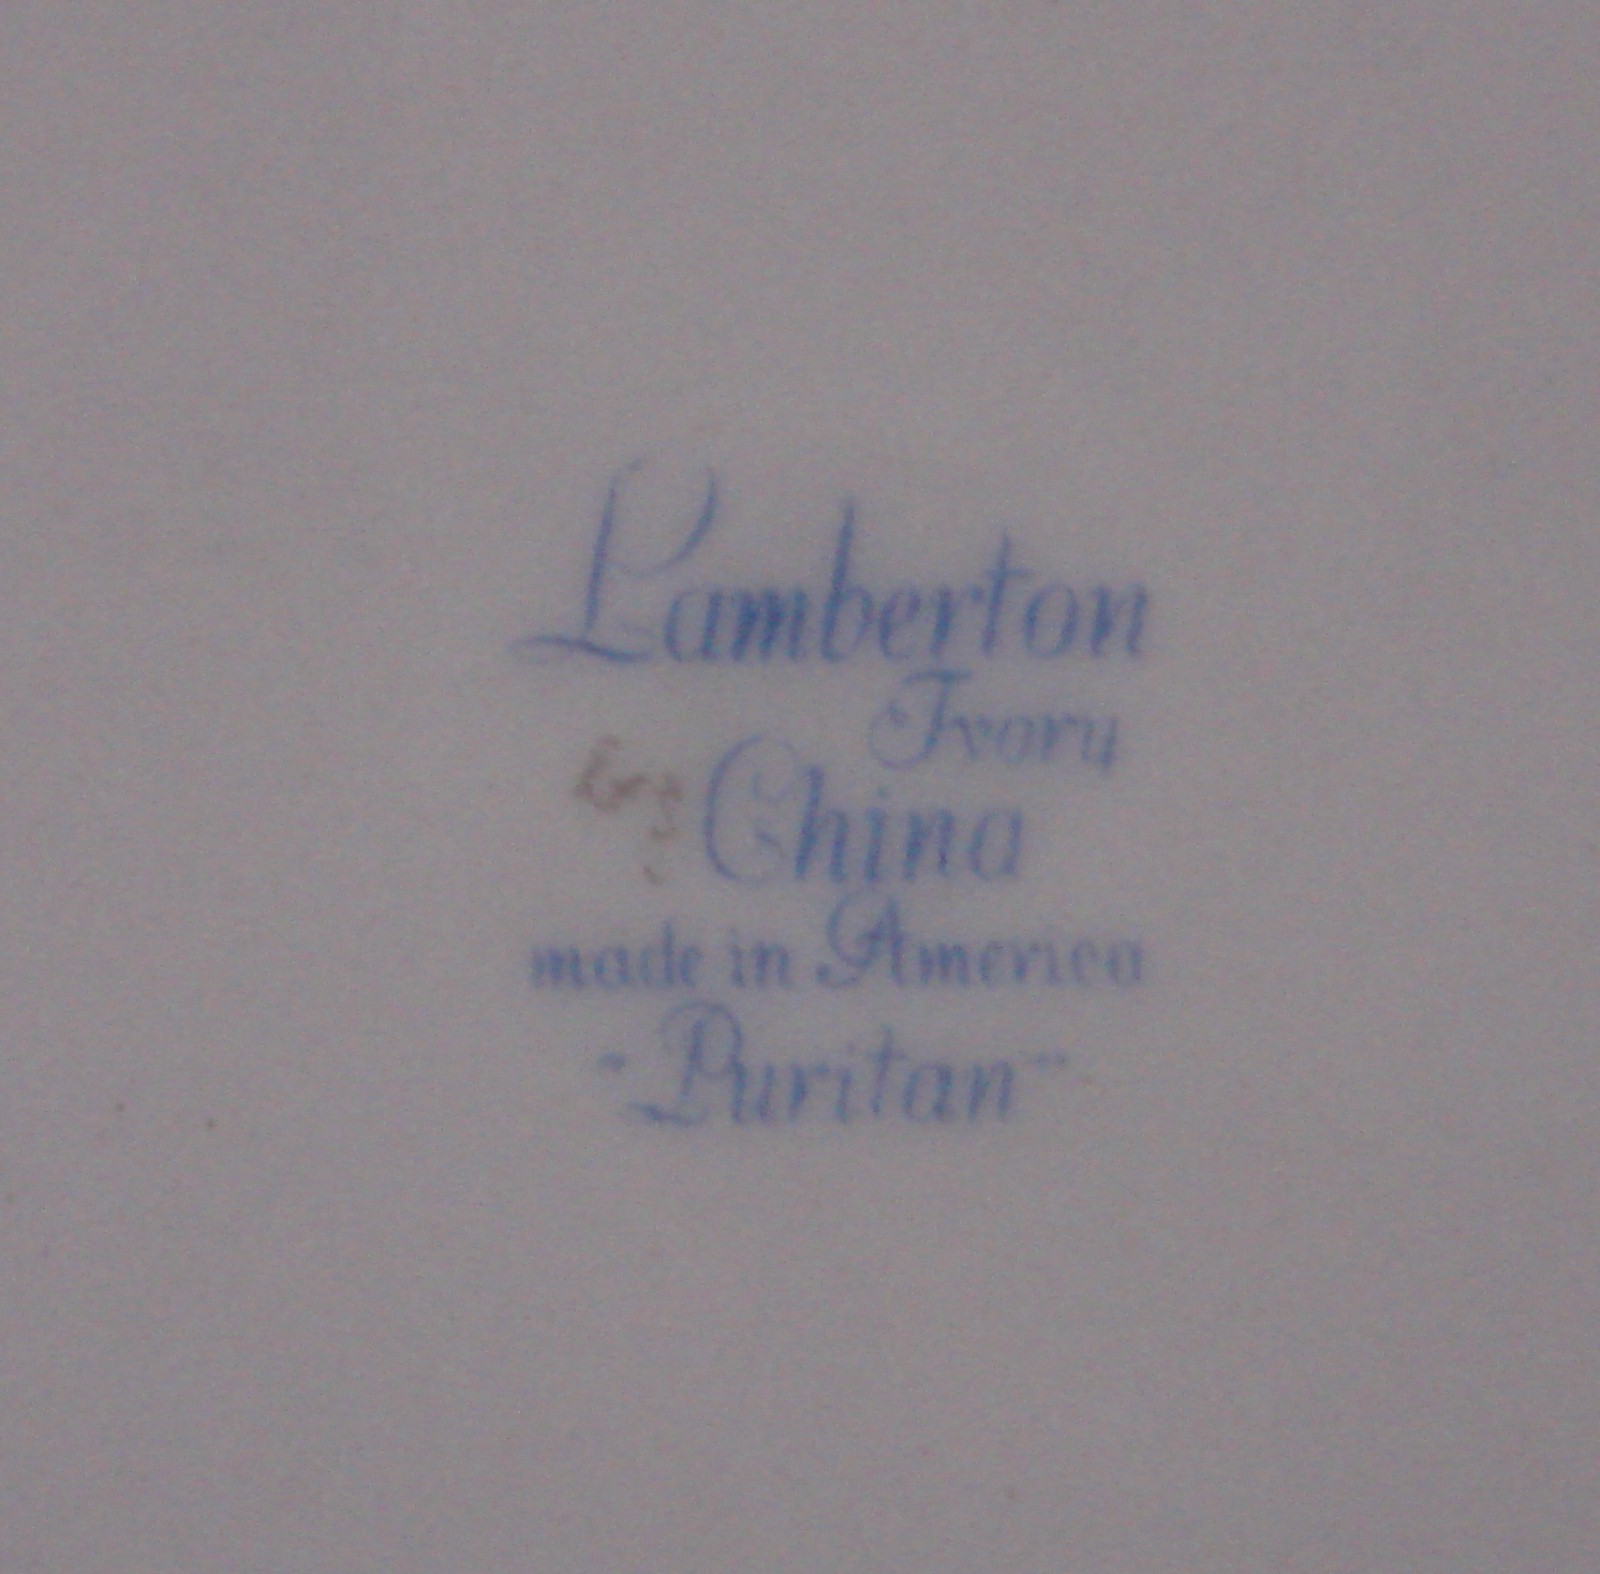 Lamberton
Ivory
China
made in America
"Puritan"